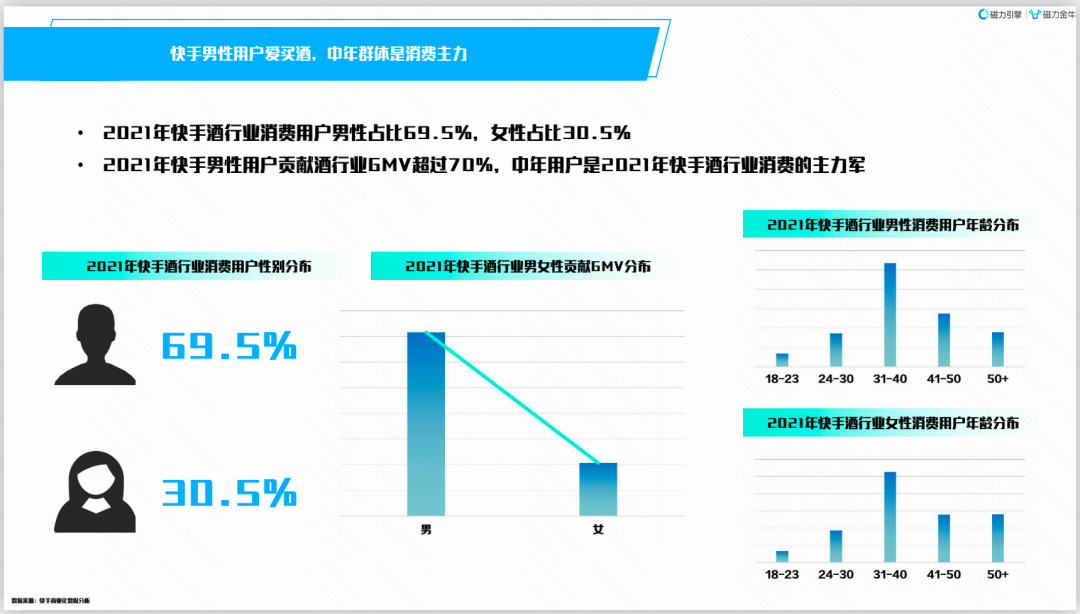 磁力引擎 磁力金牛
快手男性用户爱买酒，中年群体是消费主力
• 2021年快手酒行业消费用户男性占比69.5%，女性占比30.5%
• 2021年快手男性用户贡献酒行业GMV超过70%，中年用户是2021年快手酒行业消费的主力军
2021年快手酒行业消费用户性别分布
69.5%
30.5%
2021年快手酒行业男女性贡献GMV分布
男 女
2021年快手酒行业男性消费用户年龄分布
18-23 24-30 31-40 41-50 50+
2021年快手酒行业女性消费用户年龄分布
18-23 24-30 31-40 41-50 50+
数据来源：快手商业化数据分析